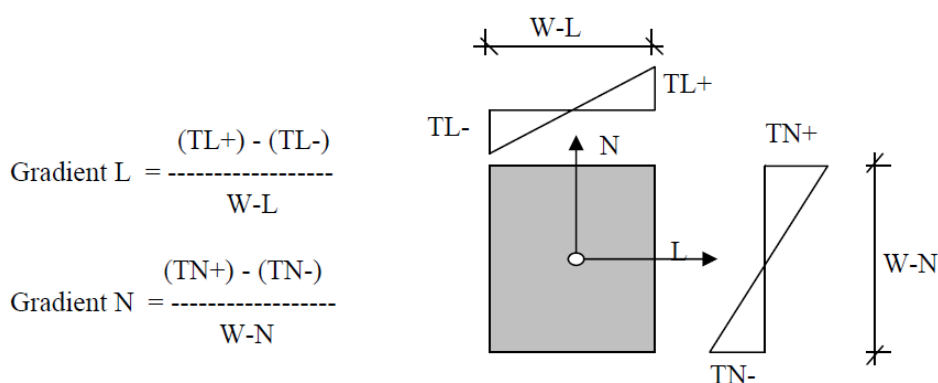 (TL+) - (TL-)
Gradient L = -----------------
W-L
(TN+) - (TN-)
Gradient N = -----------------
W-N
W-L
TL+
TL-
N
TN+
L
W-N
TN-